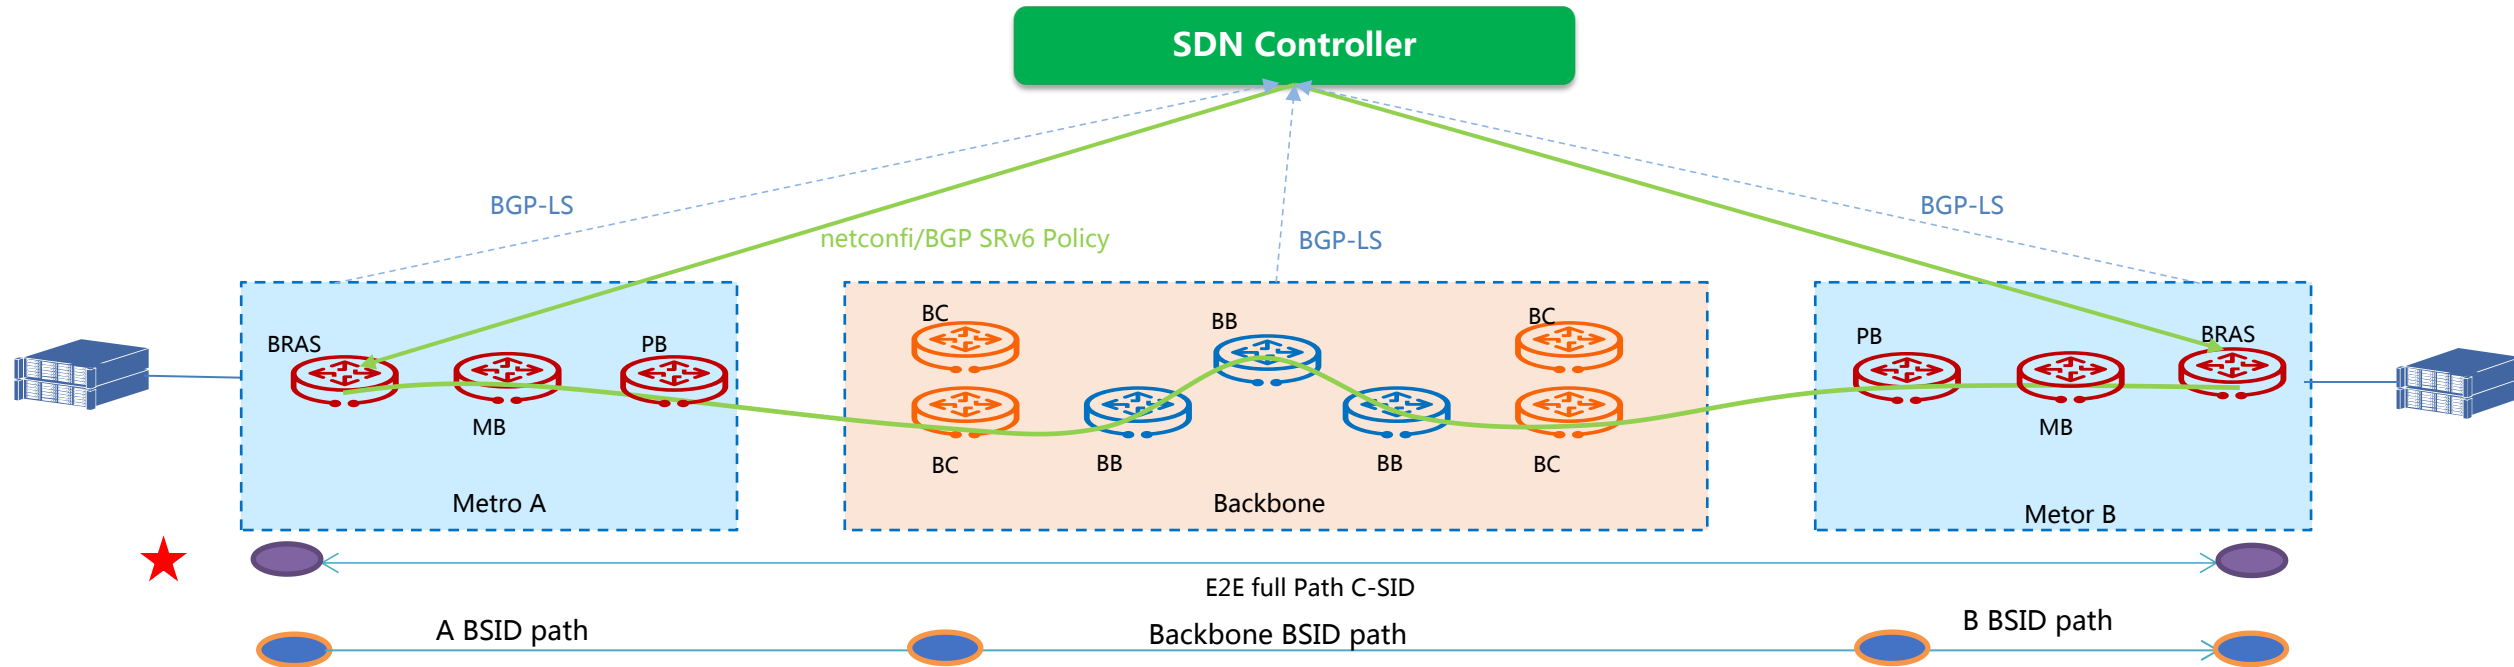 SDN Controller
BGP-LS
BGP-LS
netconfi/BGP SRv6 Policy
BGP-LS
BRAS
MB
PB
Metro A
BC
BC
BB
BB
BB
BC
BC
Backbone
PB
MB
BRAS
Metor B
E2E full Path C-SID
A BSID path
Backbone BSID path
B BSID path